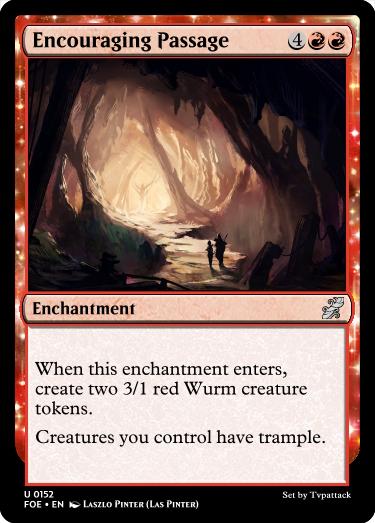 Encouraging Passage 4
Enchantment
When this enchantment enters,
create two 3/1 red Wurm creature
tokens.
Creatures you control have trample.
U 0152
FOE • EN Laszlo Pinter (Las Pinter)
Set by Tvpattack